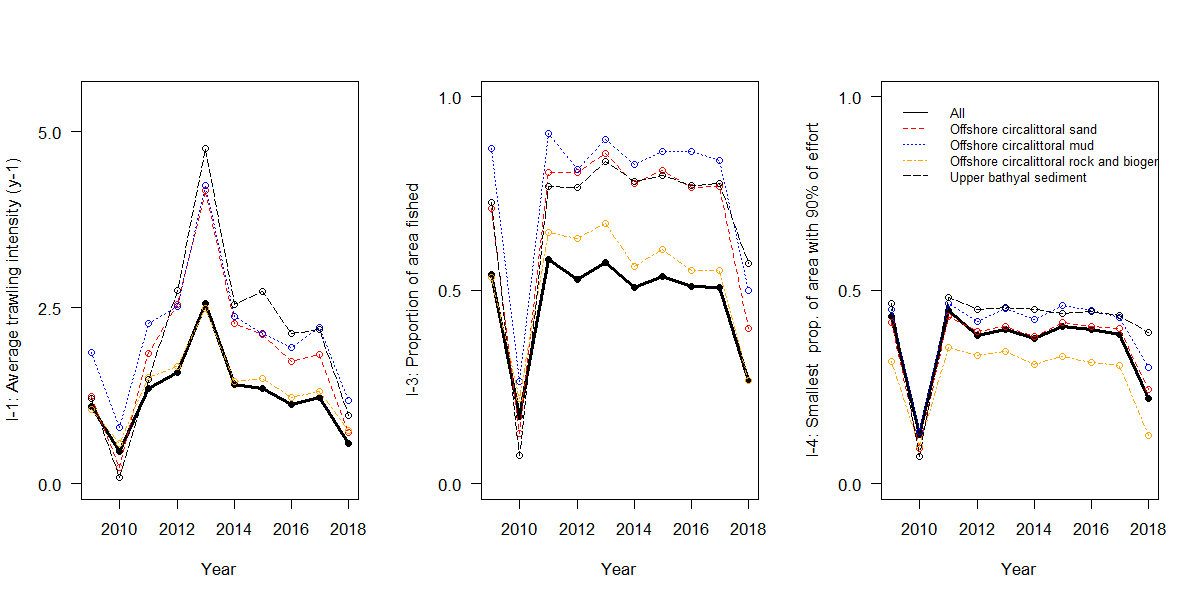 I-1: Average trawling intensity (y-1)
5.0
2.5
0.0
2010 2012 2014 2016 2018
Year
I-3: Proportion of area fished
1.0
0.5
0.0
2010 2012 2014 2016 2018
Year
I-4: Smallest prop. of area with 90% of effort
1.0
0.5
0.0
All
Offshore circalittoral sand
Offshore circalittoral mud
Offshore circalittoral rock and bioger
Upper bathyal sediment
2010 2012 2014 2016 2018
Year